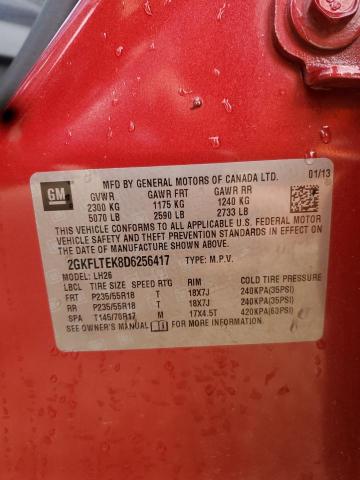 GM
MFD BY GENERAL MOTORS OF CANADA LTD. 01/13
GVWR GAWR FRT GAWR RR
2300 KG 1175 KG 1240 KG
5070 LB 2590 LB 2733 LB
THIS VEHICLE CONFORMS TO ALL APPLICABLE U.S. FEDERAL MOTOR
VEHICLE SAFETY, BUMPER, AND THEFT PREVENTION STANDARDS IN EFFECT
ON THE DATE OF MANUFACTURE SHOWN ABOVE.
2GKFLTEK8D6256417 TYPE: M.P.V.
MODEL: LH26
LBCL TIRE SIZE SPEED RTG RIM COLD TIRE PRESSURE
FRT P235/55R18 T 18X7J 240KPA(35PSI)
RR P235/55R18 T 18X7J 240KPA(35PSI)
SPA T145/70R17 M 17X4.5T 420KPA(63PSI)
SEE OWNER'S MANUAL FOR MORE INFORMATION.